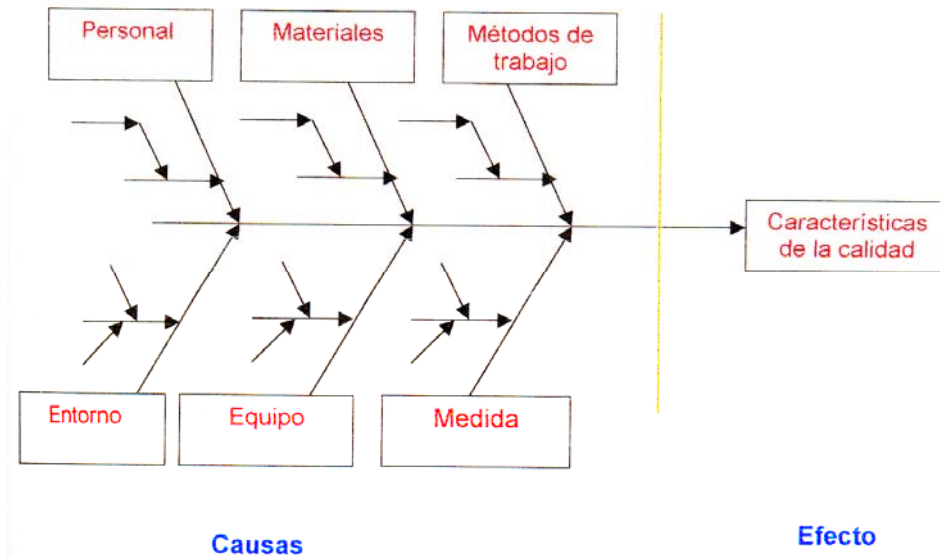 Personal
Materiales
Métodos de
trabajo
Características
de la calidad
Entorno
Equipo
Medida
Causas
Efecto